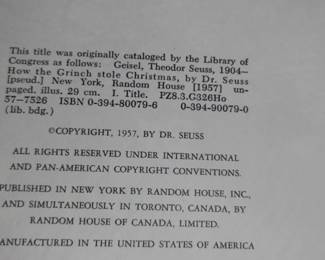 This title was originally cataloged by the Library of
Congress as follows: Geisel, Theodor Seuss, 1904–
How the Grinch stole Christmas, by Dr. Seuss
[pseud.] New York, Random House [1957] un-
paged. illus. 29 cm. I. Title. PZ8.3.G326Ho
57-7526 ISBN 0-394-80079-6 0-394-90079-0
(lib. bdg.)
©COPYRIGHT, 1957, BY DR. SEUSS
ALL RIGHTS RESERVED UNDER INTERNATIONAL
AND PAN-AMERICAN COPYRIGHT CONVENTIONS.
PUBLISHED IN NEW YORK BY RANDOM HOUSE, INC.,
AND SIMULTANEOUSLY IN TORONTO, CANADA, BY
RANDOM HOUSE OF CANADA, LIMITED.
MANUFACTURED IN THE UNITED STATES OF AMERICA